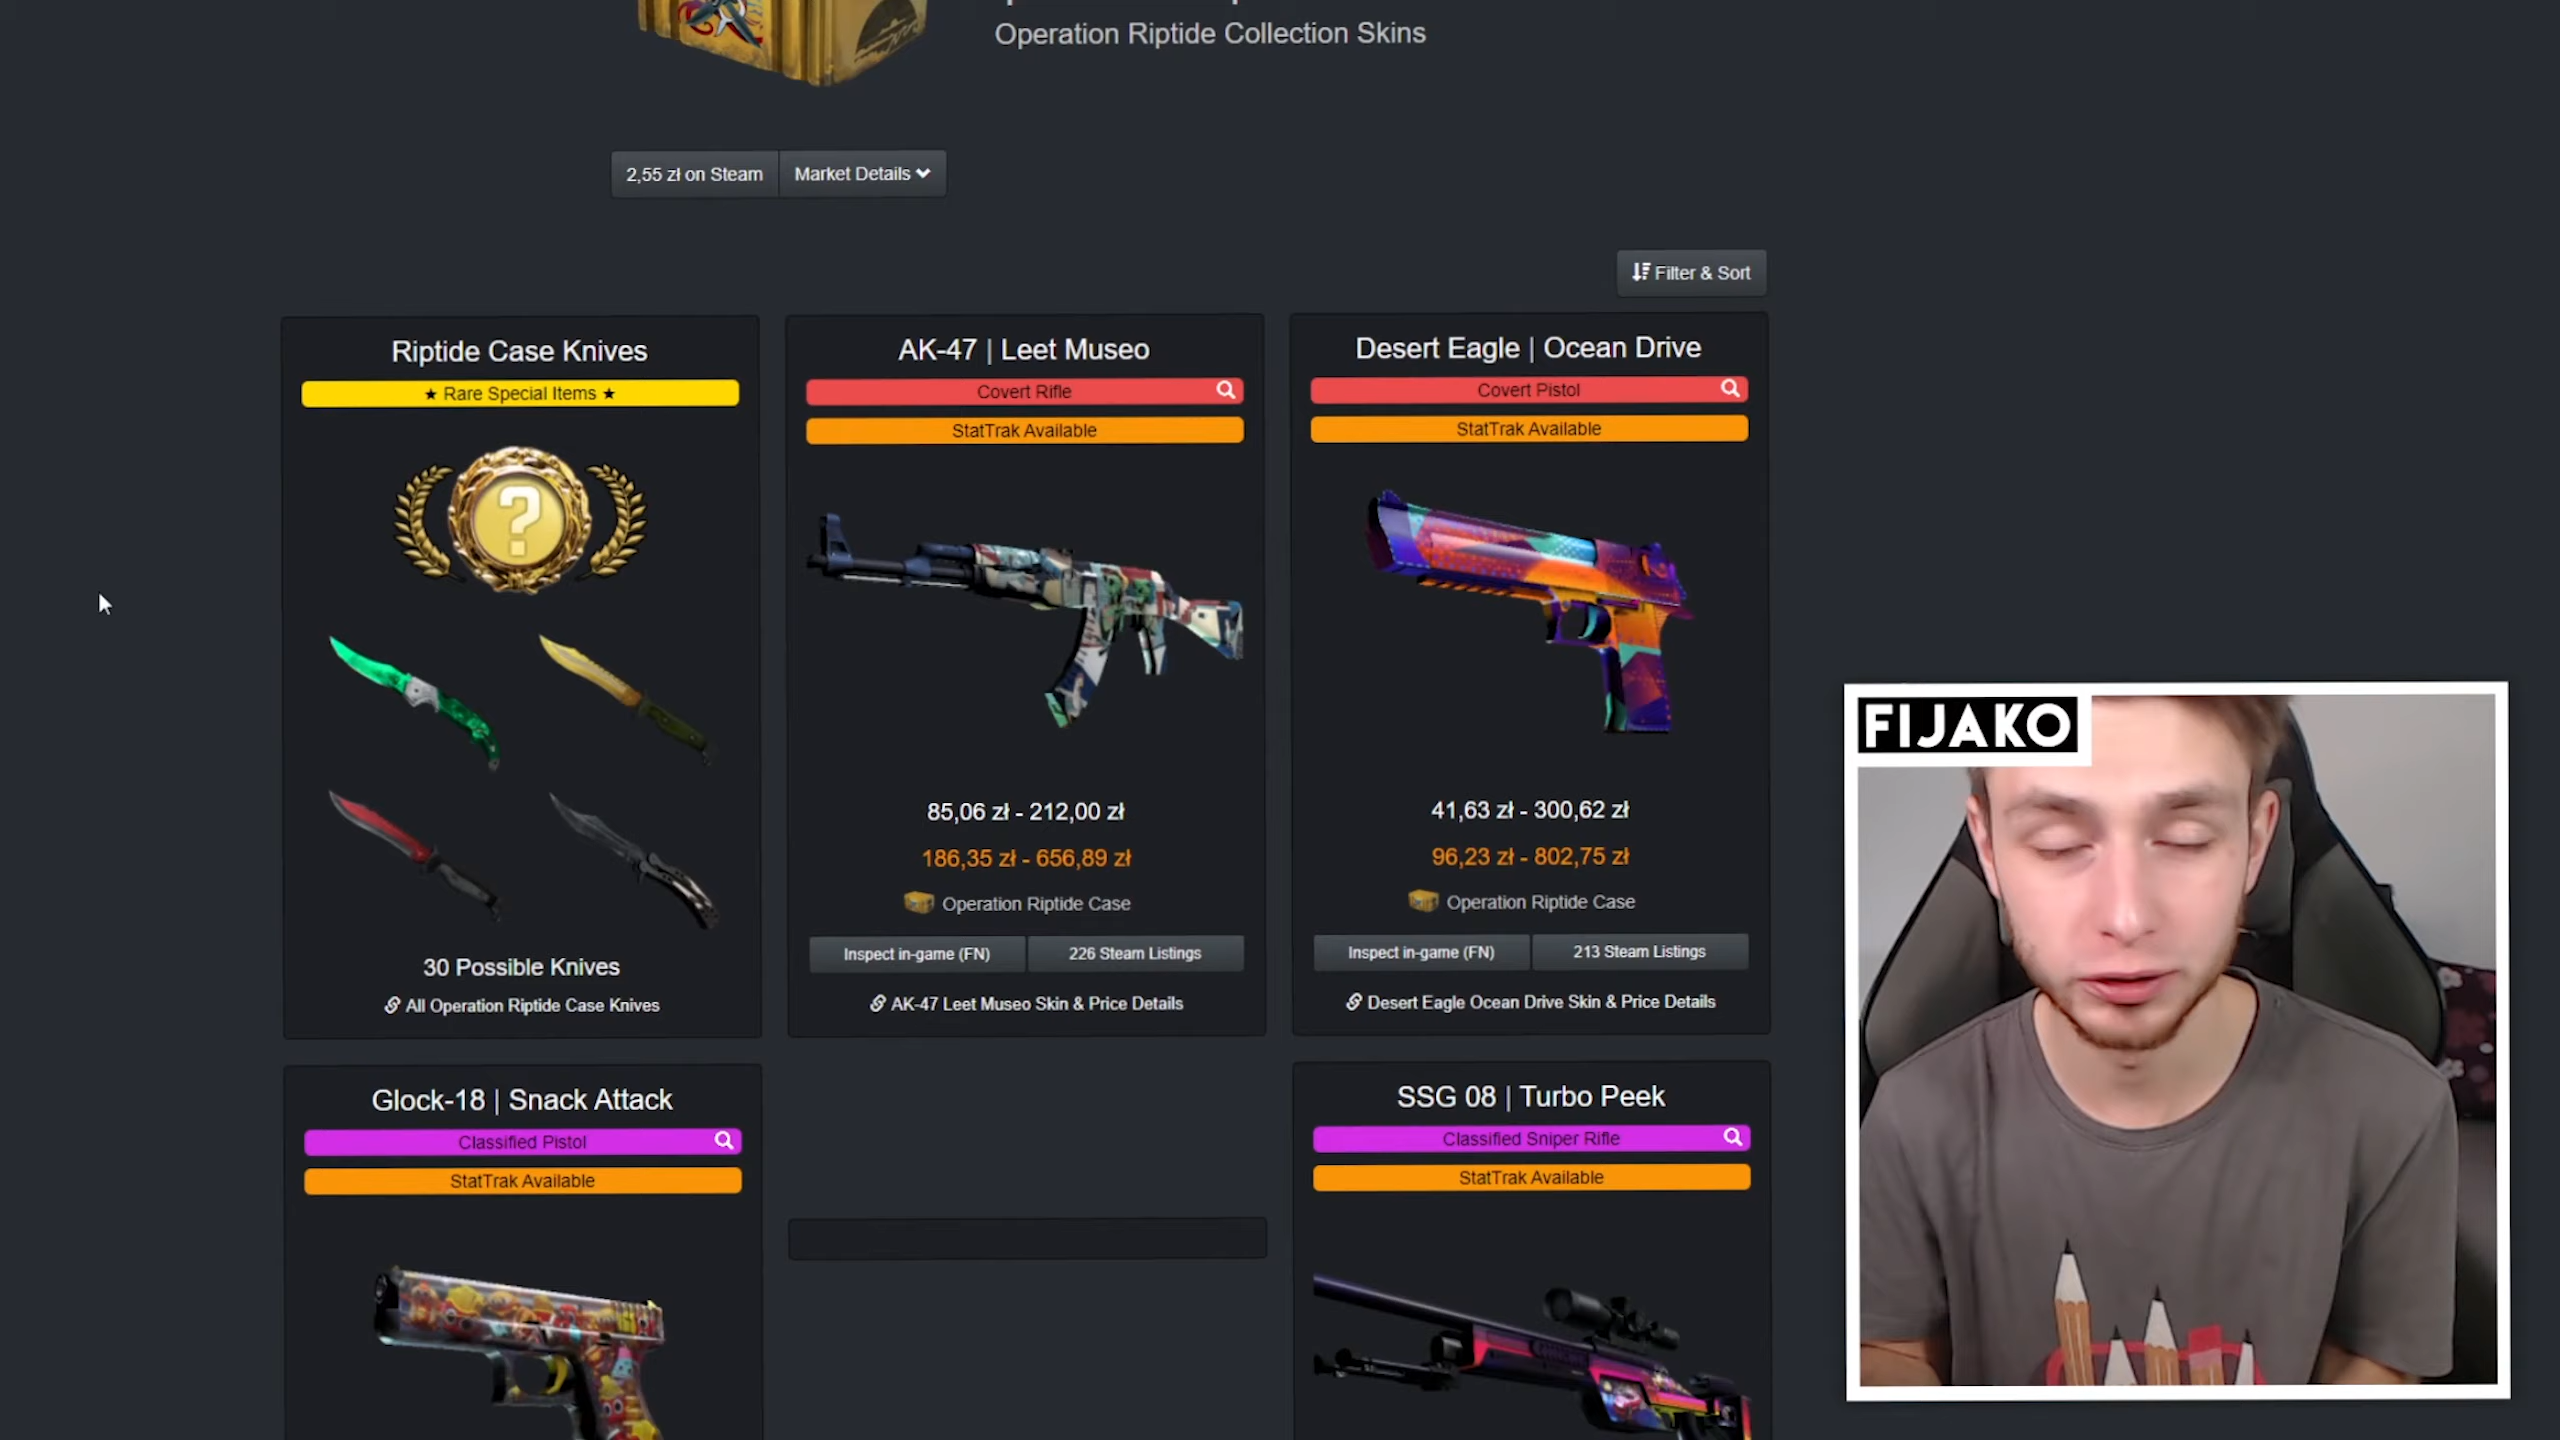 Operation Riptide Collection Skins
2,55 zł on Steam
Market Details
Filter & Sort
Riptide Case Knives
★ Rare Special Items ★
?
30 Possible Knives
All Operation Riptide Case Knives
AK-47 | Leet Museo
Covert Rifle
StatTrak Available
85,06 zł - 212,00 zł
186,35 zł - 656,89 zł
Operation Riptide Case
Inspect in-game (FN)
226 Steam Listings
AK-47 Leet Museo Skin & Price Details
Desert Eagle | Ocean Drive
Covert Pistol
StatTrak Available
41,63 zł - 300,62 zł
96,23 zł - 802,75 zł
Operation Riptide Case
Inspect in-game (FN)
213 Steam Listings
Desert Eagle Ocean Drive Skin & Price Details
Glock-18 | Snack Attack
Classified Pistol
StatTrak Available
SSG 08 | Turbo Peek
Classified Sniper Rifle
StatTrak Available
FIJAKO